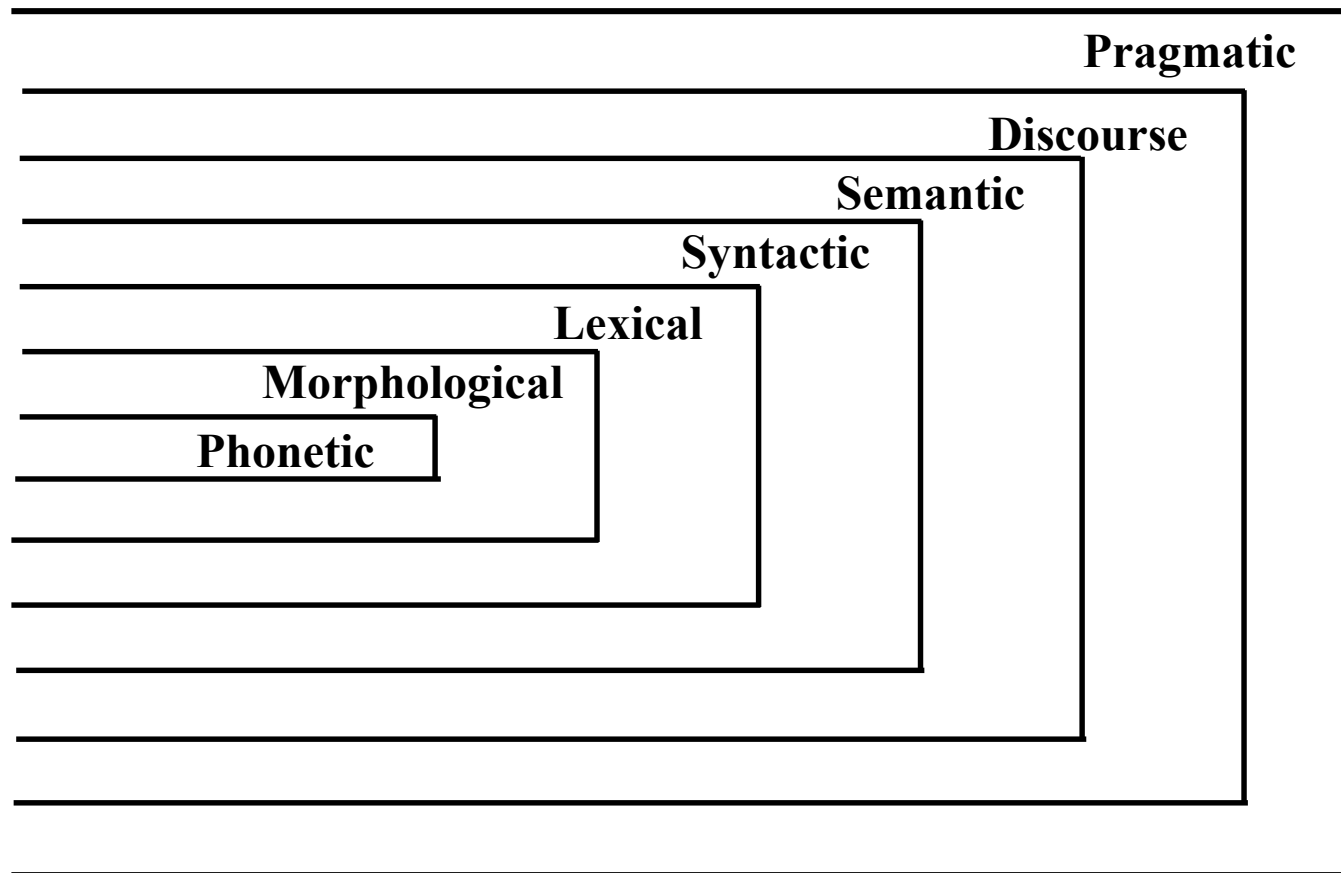 Pragmatic
Discourse
Semantic
Syntactic
Lexical
Morphological
Phonetic